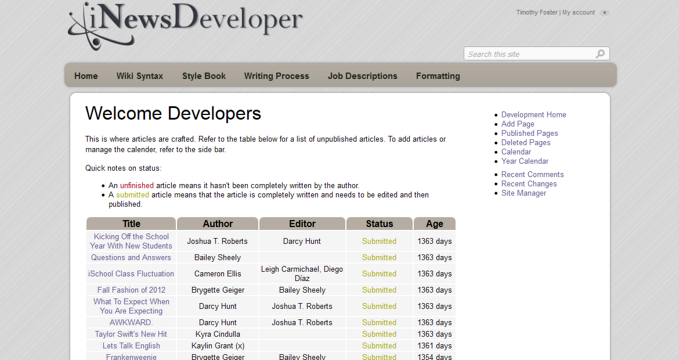 iNewsDeveloper
Timothy Foster | My account
Search this site
Home Wiki Syntax Style Book Writing Process Job Descriptions Formatting
Welcome Developers
This is where articles are crafted. Refer to the table below for a list of unpublished articles. To add articles or
manage the calender, refer to the side bar.
Quick notes on status:
An unfinished article means it hasn't been completely written by the author.
A submitted article means that the article is completely written and needs to be edited and then
published.
Title Author Editor Status Age
Kicking Off the School
Year With New Students Joshua T. Roberts Darcy Hunt Submitted 1363 days
Questions and Answers Bailey Sheely Submitted 1363 days
iSchool Class Fluctuation Cameron Ellis Leigh Carmichael, Diego
Díaz Submitted 1363 days
Fall Fashion of 2012 Brygette Geiger Bailey Sheely Submitted 1363 days
What To Expect When
You Are Expecting Darcy Hunt Joshua T. Roberts Submitted 1363 days
AWKWARD. Darcy Hunt Joshua T. Roberts Submitted 1363 days
Taylor Swift's New Hit Kyra Cindulla Submitted 1363 days
Lets Talk English Kaylin Grant (x) Submitted 1361 days
Frankenweenie Brygette Geiger Bailey Sheely Submitted 1354 days
Development Home
Add Page
Published Pages
Deleted Pages
Calendar
Year Calendar
Recent Comments
Recent Changes
Site Manager